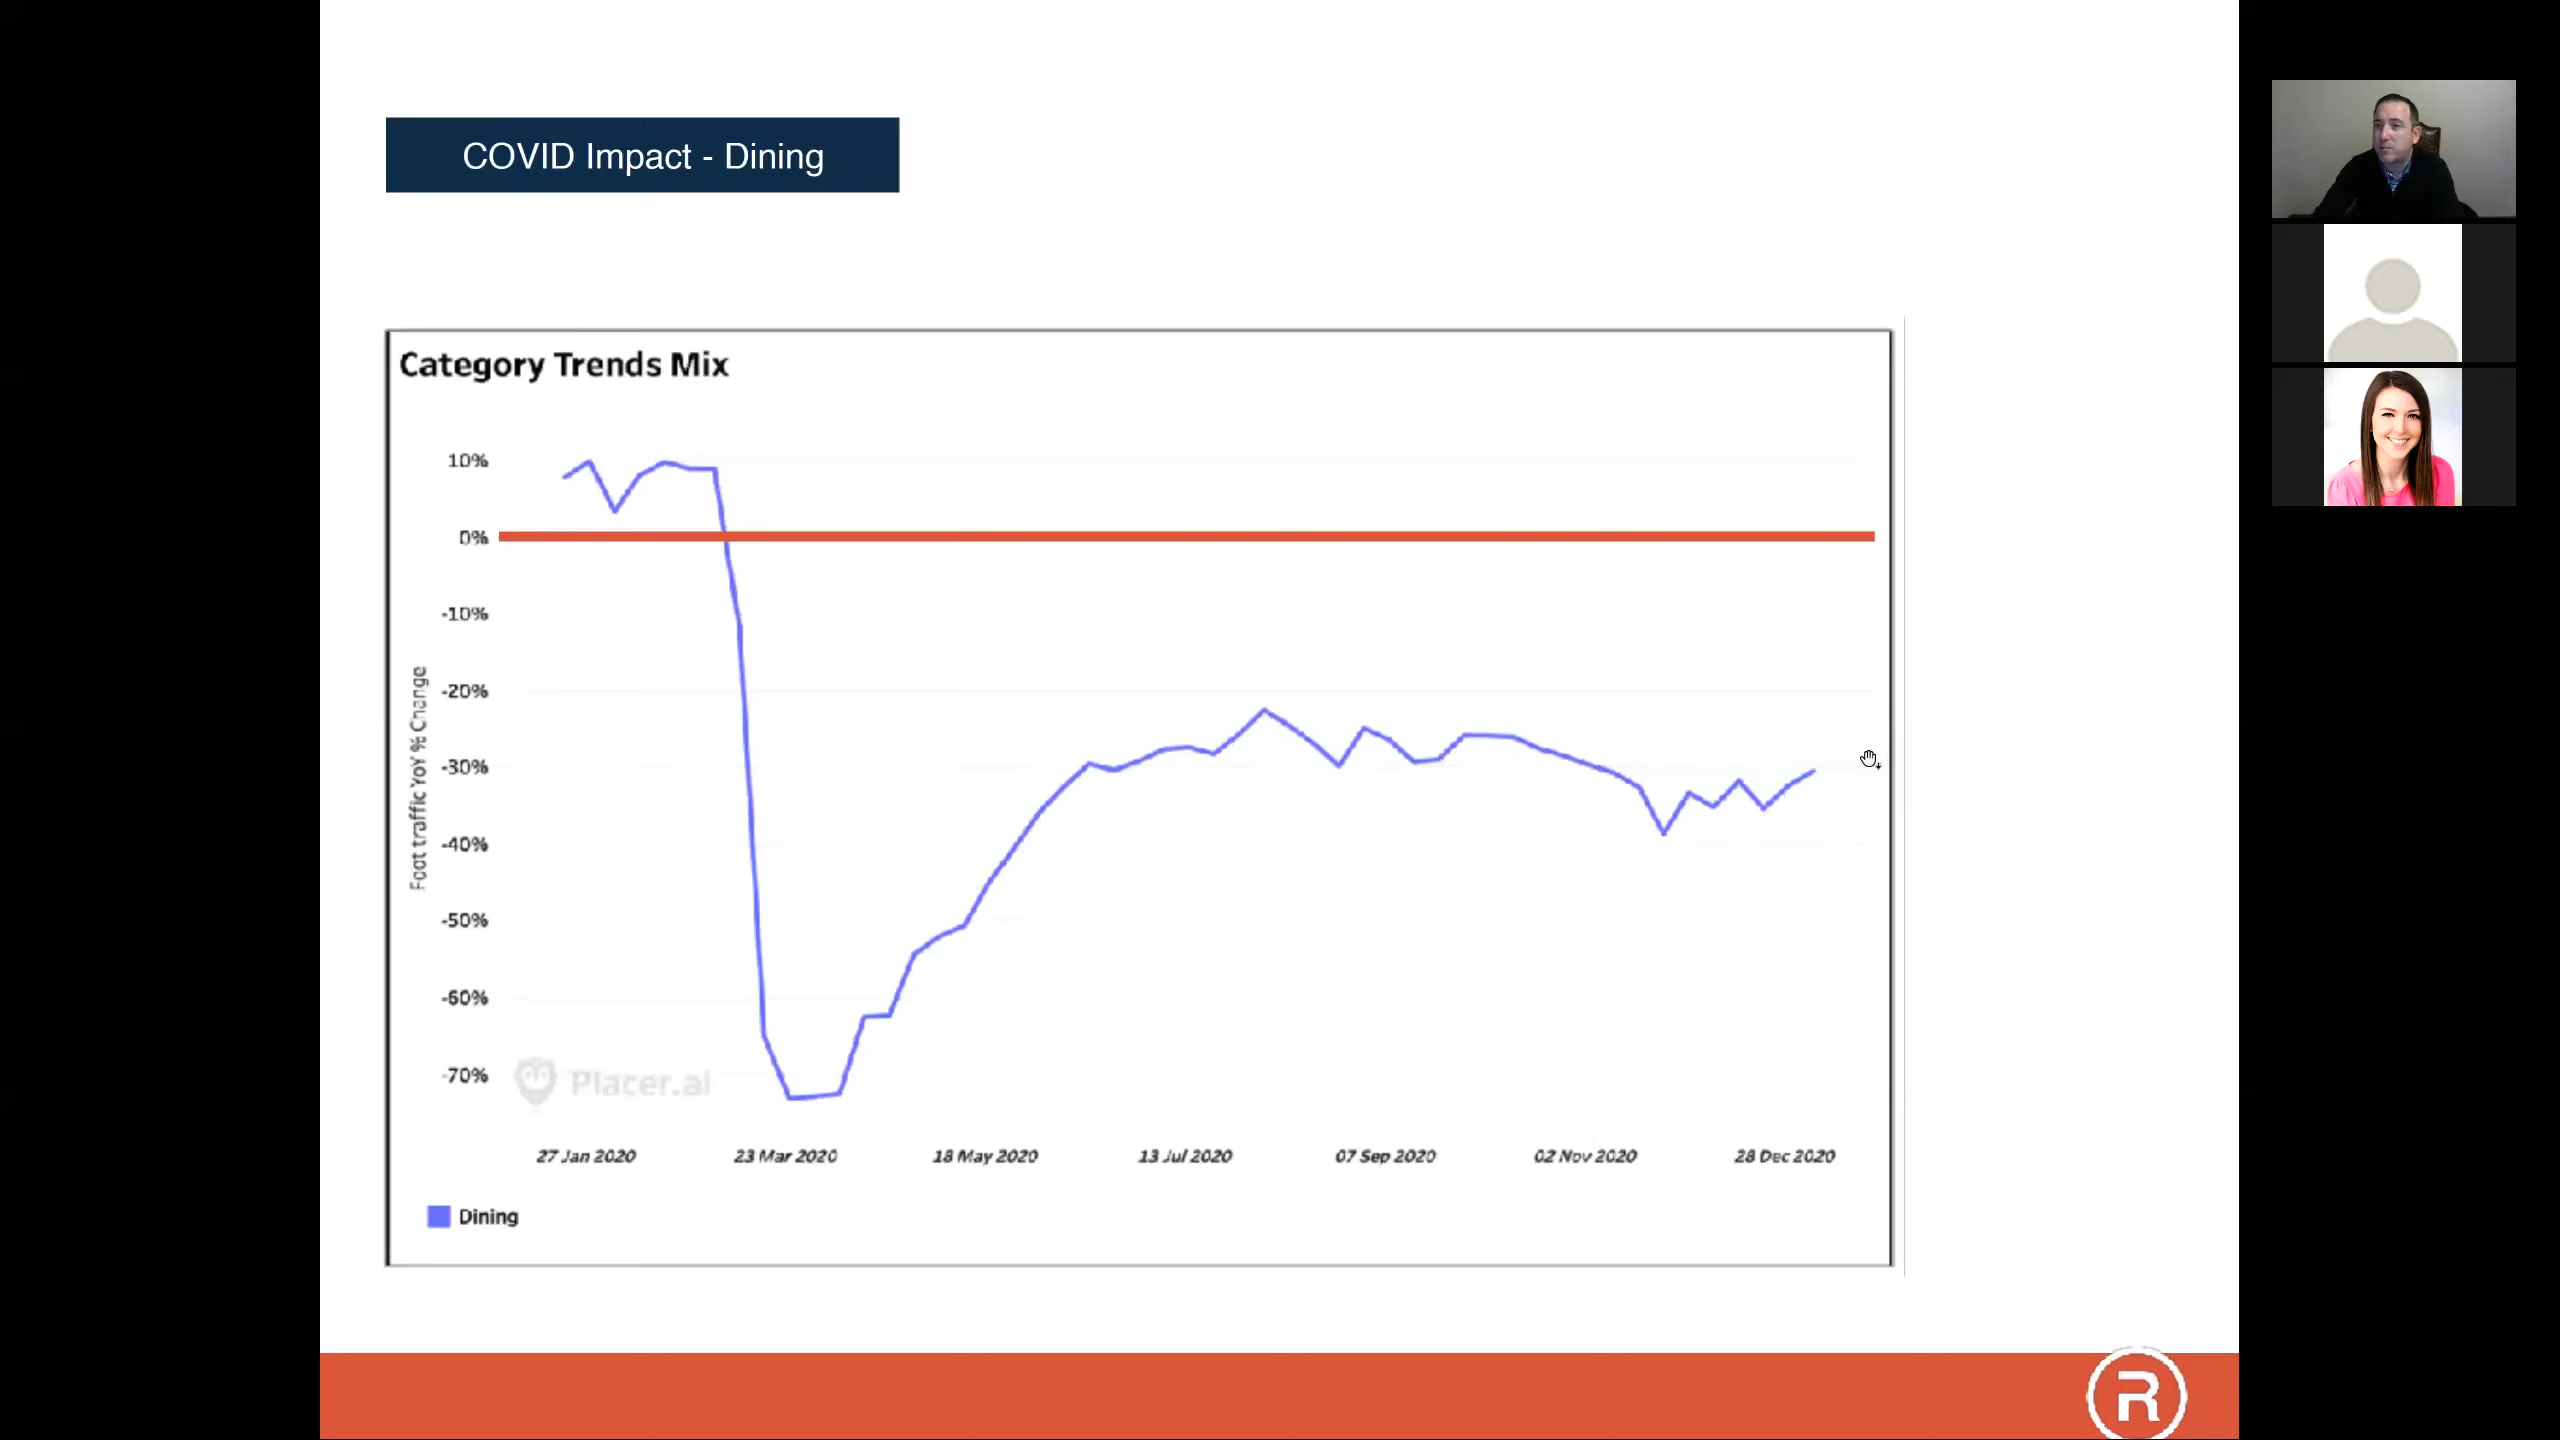 COVID Impact - Dining
Category Trends Mix
10%
0%
-10%
-20%
-30%
-40%
-50%
-60%
-70%
Foot traffic YoY % Change
Placer.ai
27 Jan 2020 23 Mar 2020 18 May 2020 13 Jul 2020 07 Sep 2020 02 Nov 2020 28 Dec 2020
Dining
R